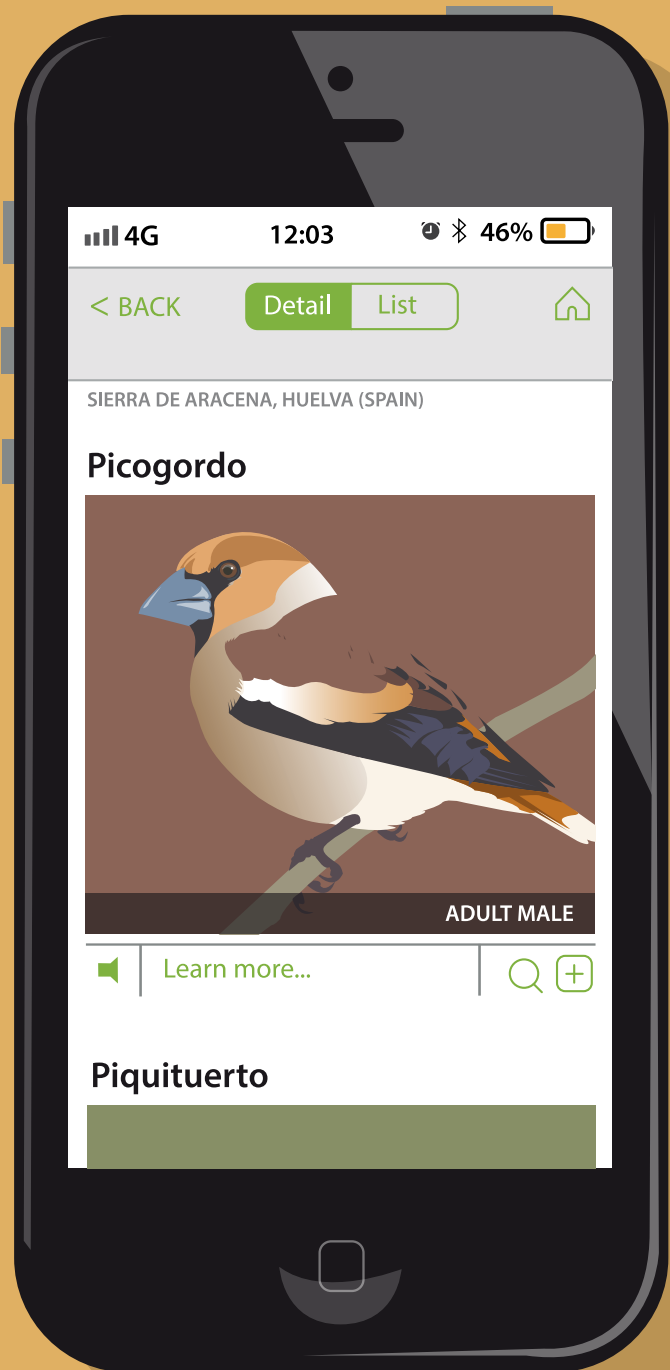 4G 12:03 46%
< BACK Detail List
SIERRA DE ARACENA, HUELVA (SPAIN)
Picogordo
ADULT MALE
Learn more...
Piquituerto